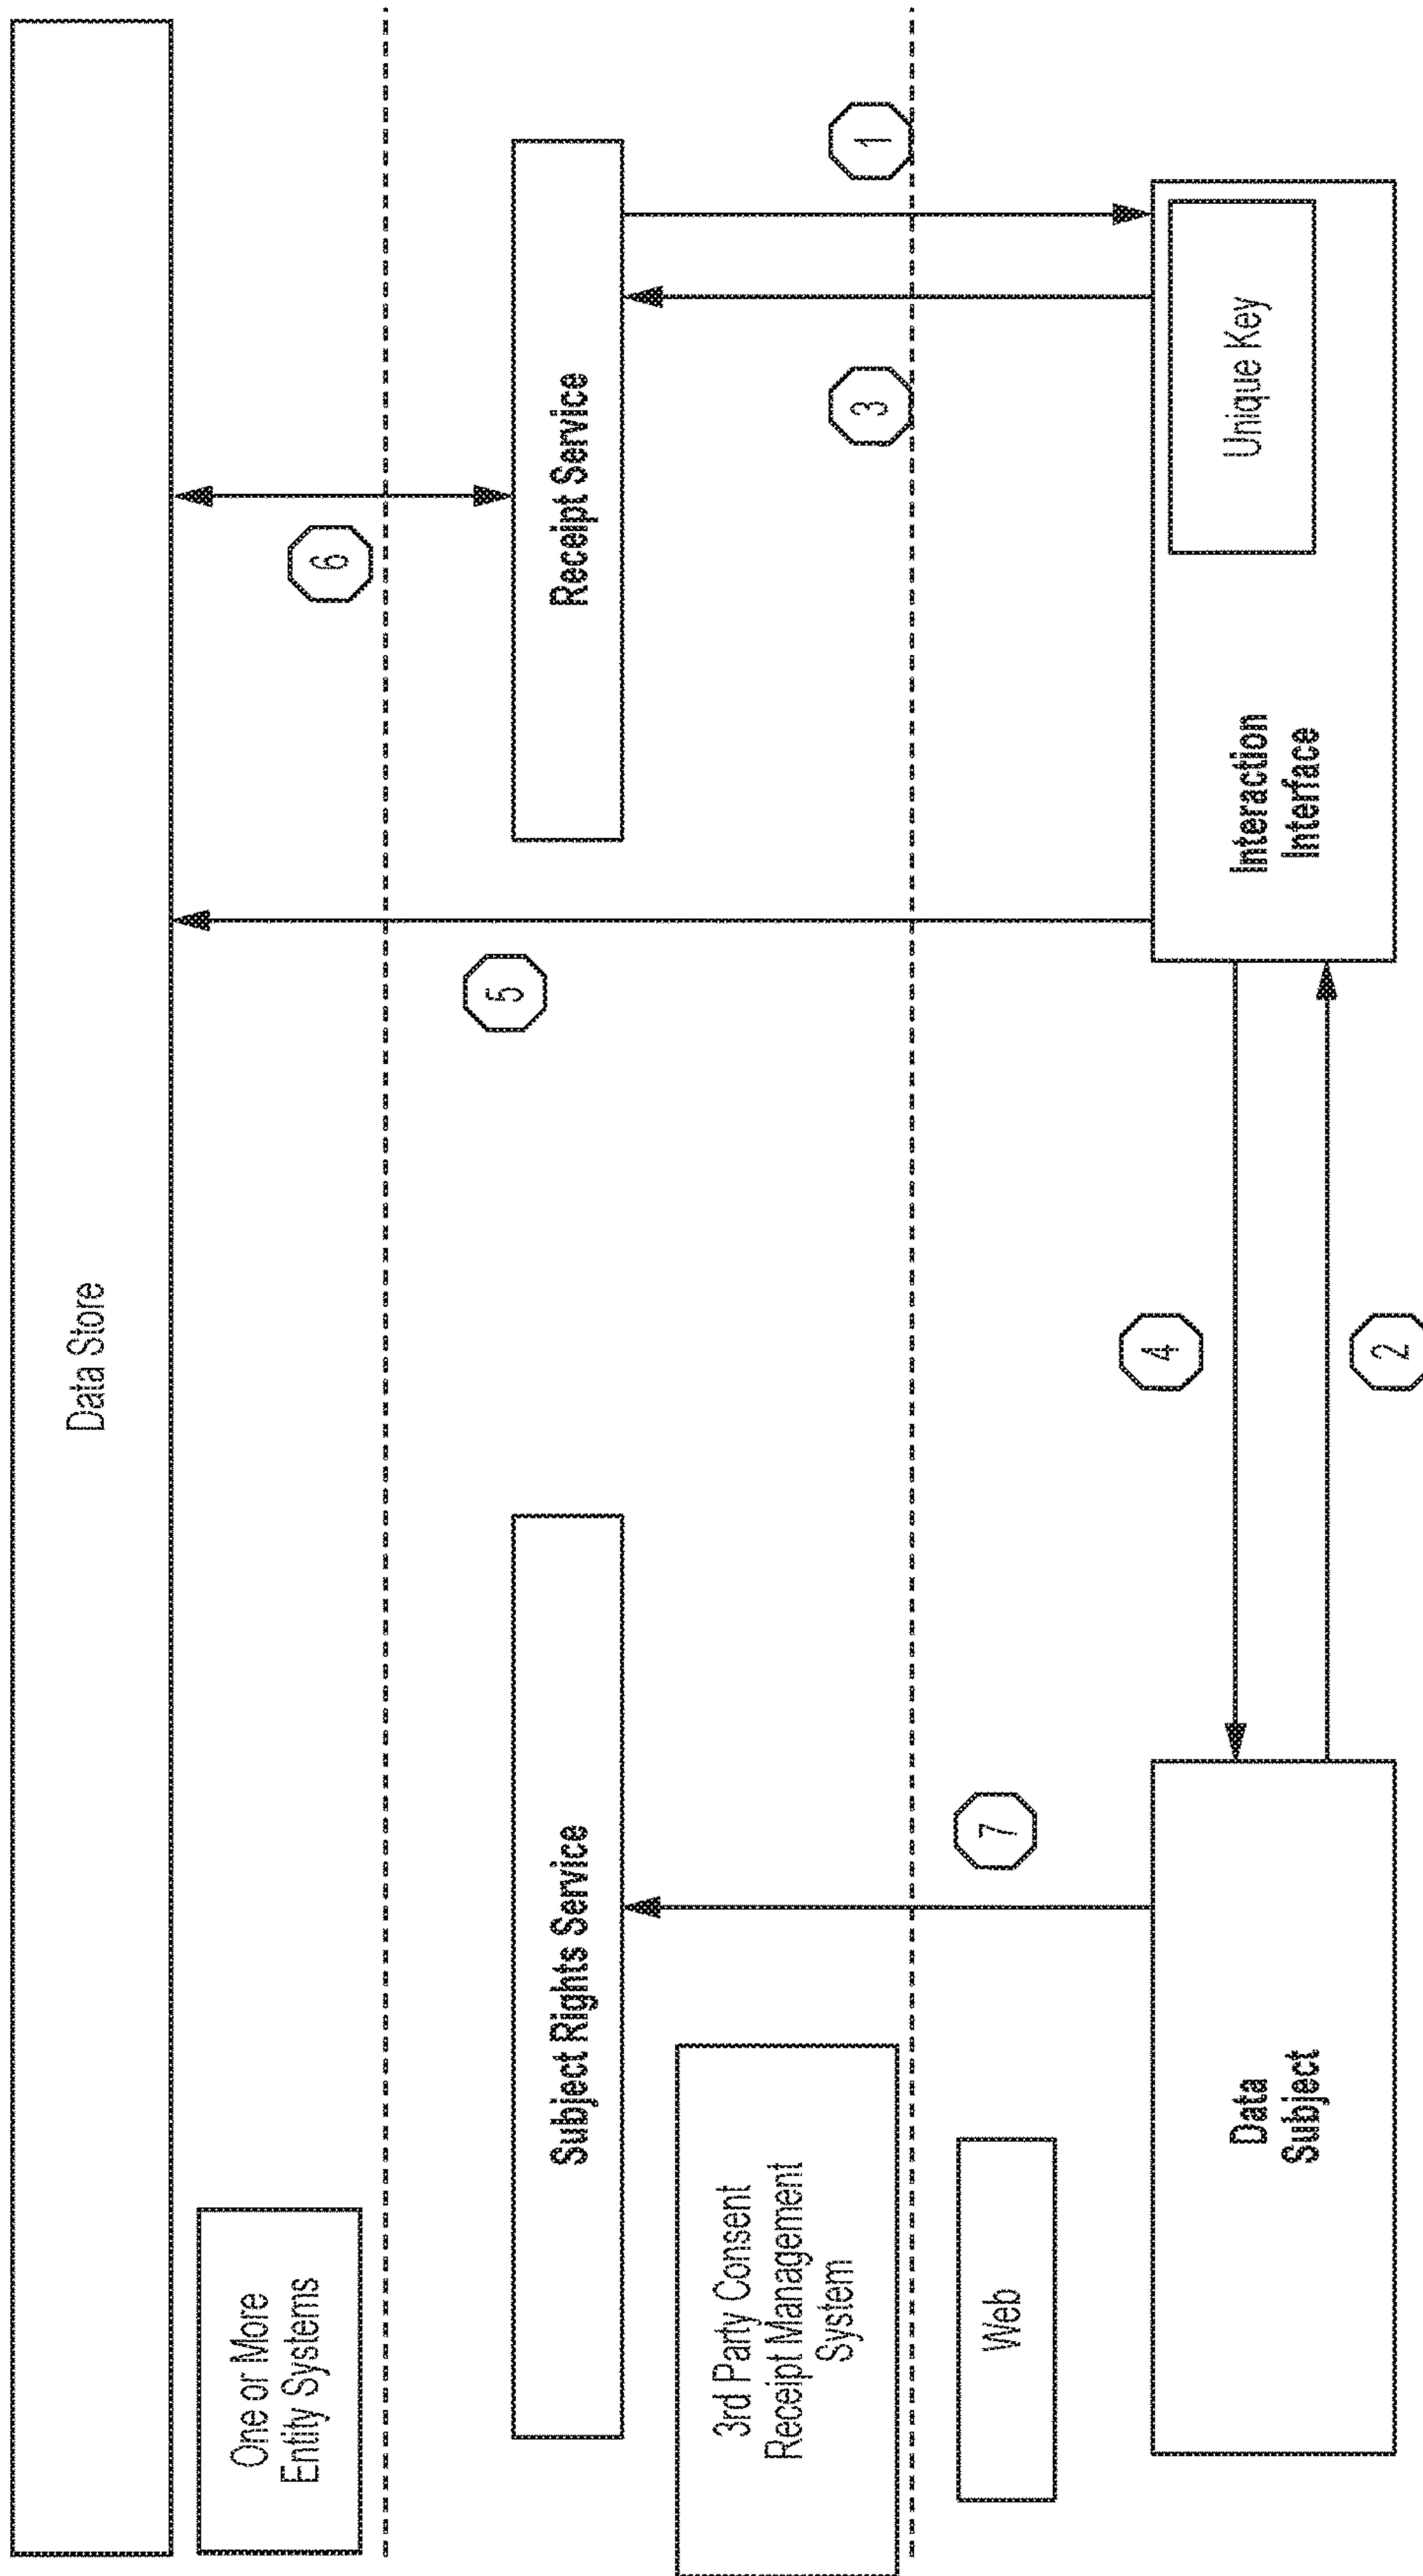 Data Store
One or More
Entity Systems
6
5
Subject Rights Service
Receipt Service
3rd Party Consent
Receipt Management
System
3
1
Web
7
4
Data
Subject
Interaction
Interface
Unique Key
2